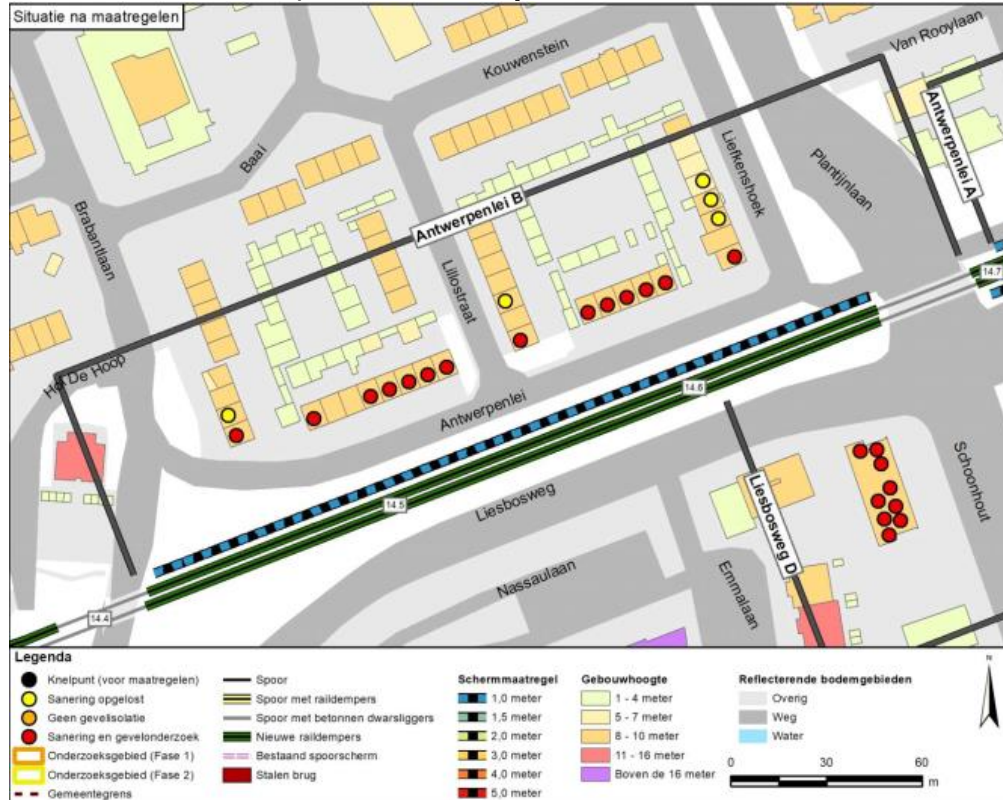 Situatie na maatregelen
Kouwenstein
Van Rooylaan
Baai
Liefkenshoek
Plantijnlaan
Antwerpenlei A
Brabantlaan
Antwerpenlei B
Lillostraat
14.7
Hof De Hoop
Antwerpenlei
14.6
14.5
Liesbosweg
Liesbosweg D
Schoonhout
Nassaulaan
Emmalaan
14.4
Legenda
Knelpunt (voor maatregelen)
Sanering opgelost
Geen gevelisolatie
Sanering en gevelonderzoek
Onderzoeksgebied (Fase 1)
Onderzoeksgebied (Fase 2)
Gemeentegrens
Spoor
Spoor met raildempers
Spoor met betonnen dwarsliggers
Nieuwe raildempers
Bestaand spoorscherm
Stalen brug
Schermmaatregel
1,0 meter
1,5 meter
2,0 meter
3,0 meter
4,0 meter
5,0 meter
Gebouwhoogte
1 - 4 meter
5 - 7 meter
8 - 10 meter
11 - 16 meter
Boven de 16 meter
Reflecterende bodemgebieden
Overig
Weg
Water
N
0 30 60
m